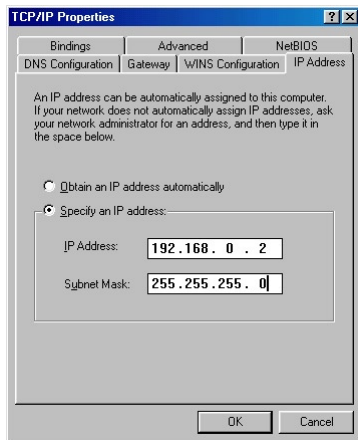 TCP/IP Properties
Bindings Advanced NetBIOS
DNS Configuration Gateway WINS Configuration IP Address
An IP address can be automatically assigned to this computer.
If your network does not automatically assign IP addresses, ask
your network administrator for an address, and then type it in
the space below.
Obtain an IP address automatically
Specify an IP address:
IP Address: 192.168. 0 . 2
Subnet Mask: 255.255.255. 0
OK Cancel